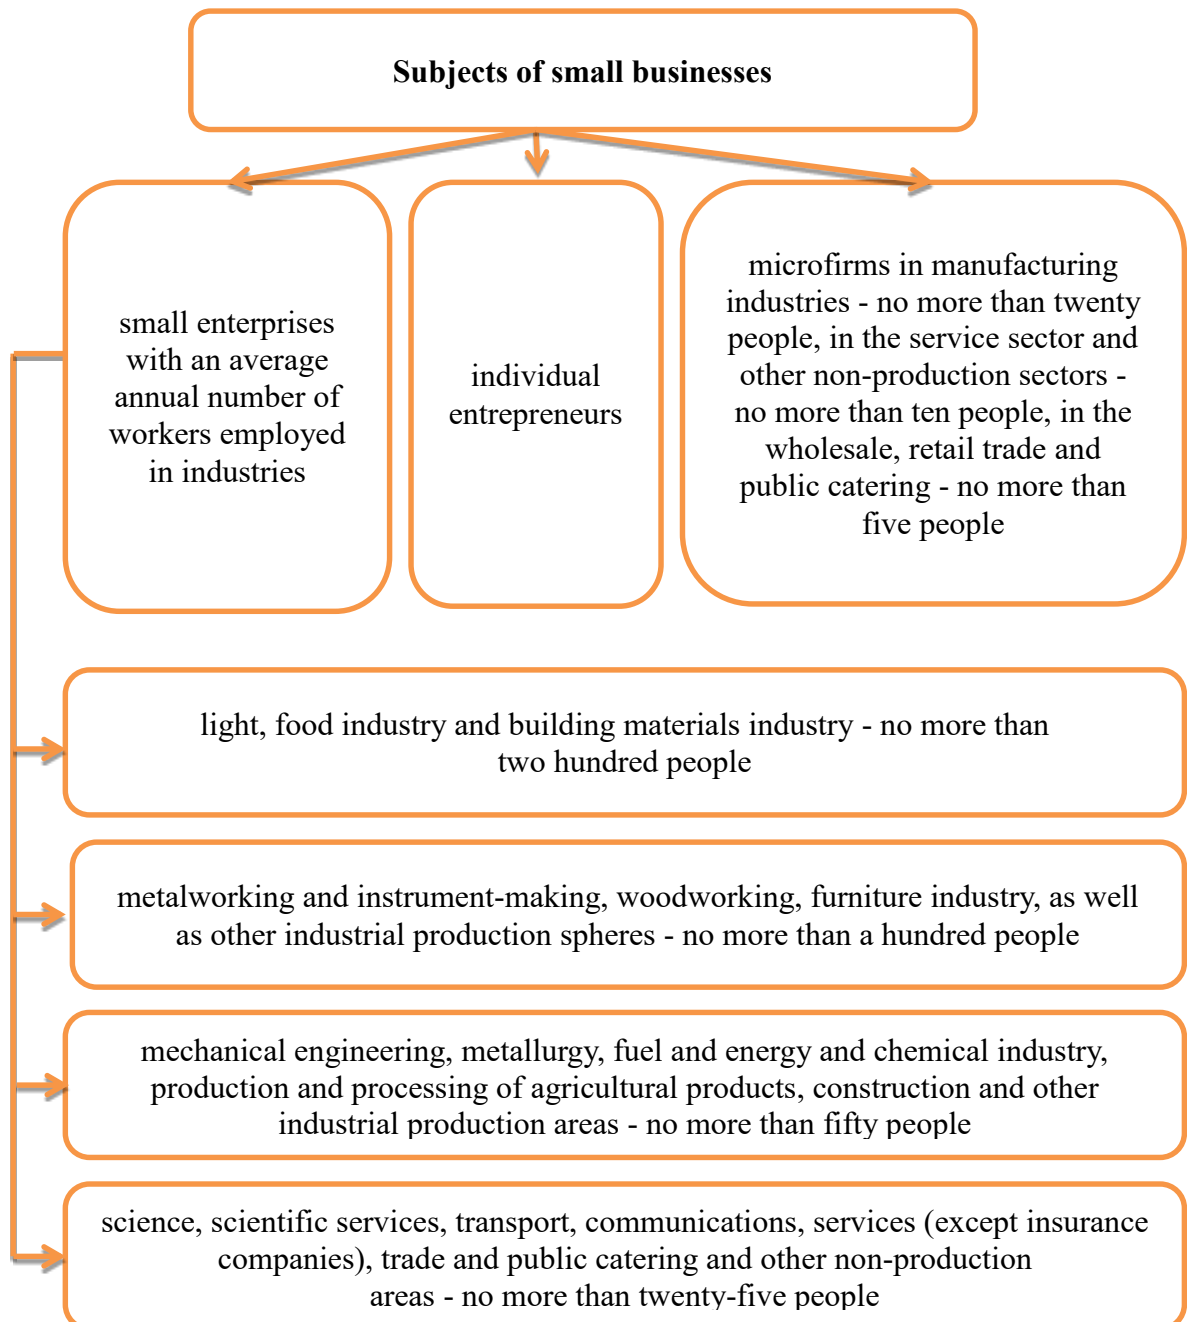 Subjects of small businesses
small enterprises
with an average
annual number of
workers employed
in industries
individual
entrepreneurs
microfirms in manufacturing
industries - no more than twenty
people, in the service sector and
other non-production sectors -
no more than ten people, in the
wholesale, retail trade and
public catering - no more than
five people
light, food industry and building materials industry - no more than
two hundred people
metalworking and instrument-making, woodworking, furniture industry, as well
as other industrial production spheres - no more than a hundred people
mechanical engineering, metallurgy, fuel and energy and chemical industry,
production and processing of agricultural products, construction and other
industrial production areas - no more than fifty people
science, scientific services, transport, communications, services (except insurance
companies), trade and public catering and other non-production
areas - no more than twenty-five people